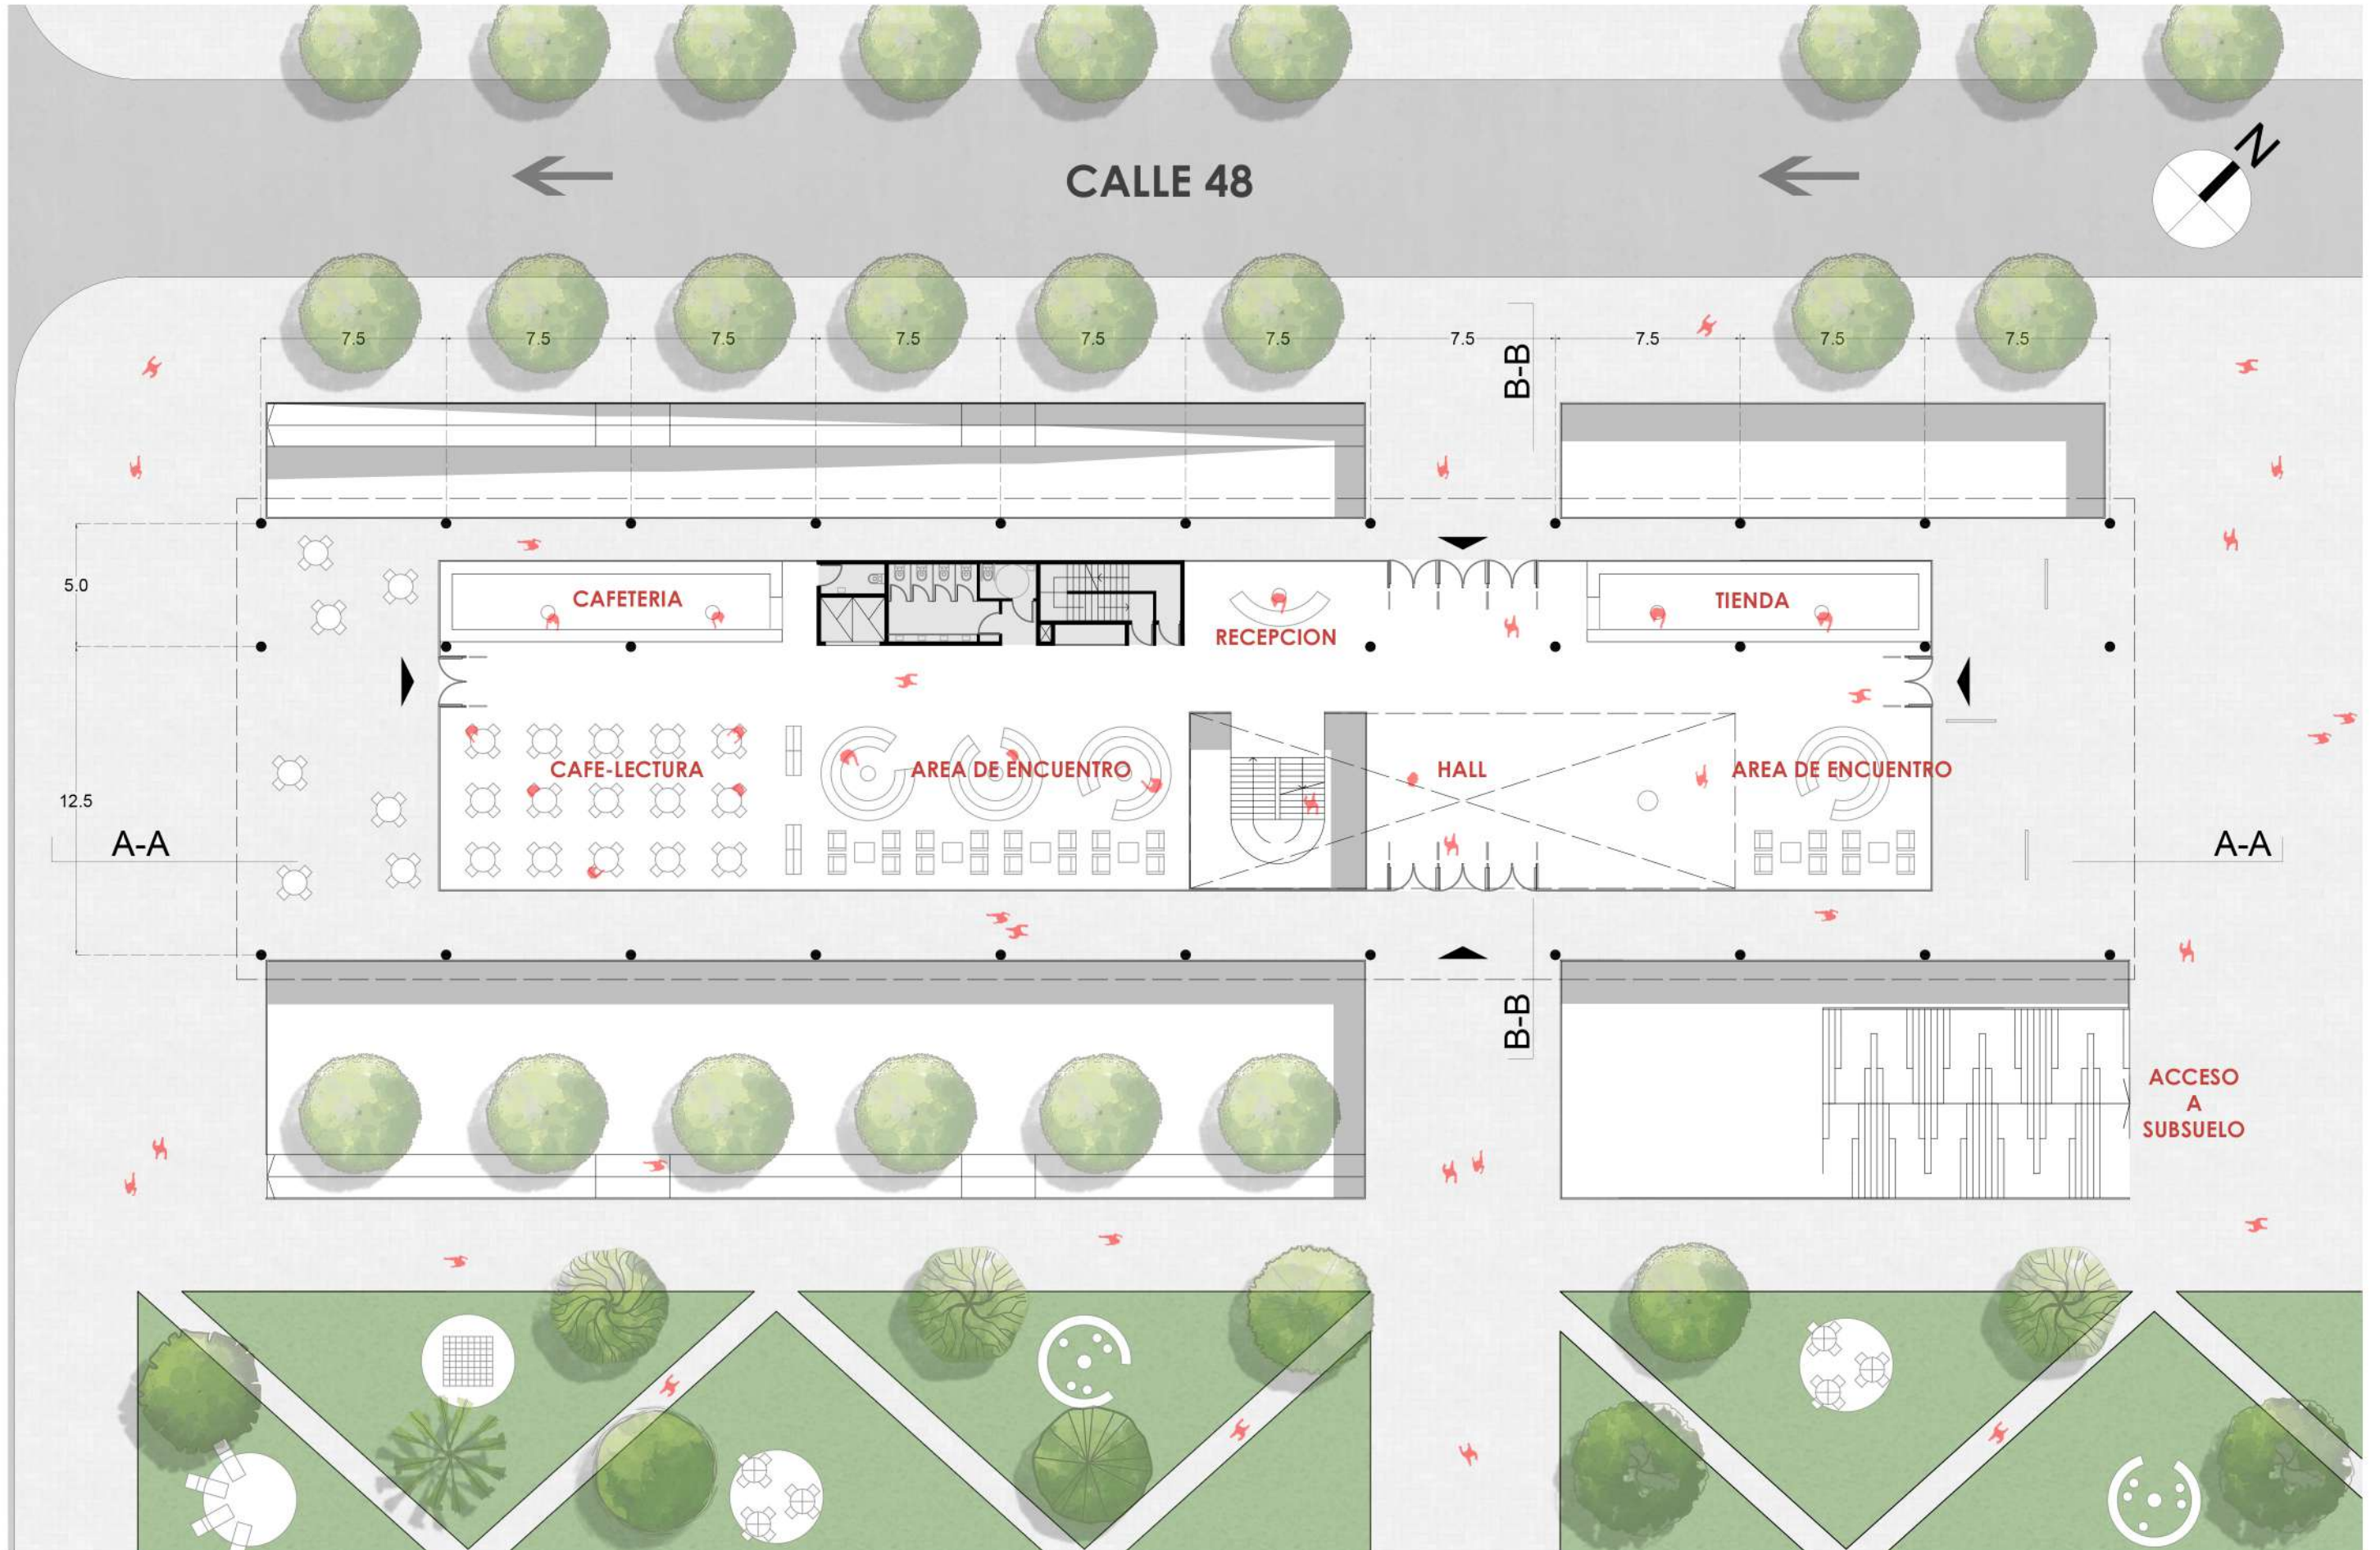 N
CALLE 48
7.5
7.5
7.5
7.5
7.5
7.5
7.5
7.5
7.5
7.5
B-B
5.0
CAFETERIA
TIENDA
RECEPCION
CAFE-LECTURA
AREA DE ENCUENTRO
HALL
AREA DE ENCUENTRO
12.5
A-A
A-A
B-B
ACCESO
A
SUBSUELO